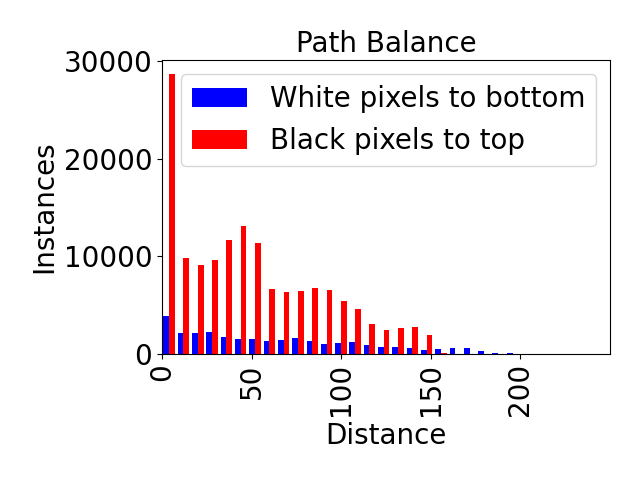 Path Balance
30000
20000
10000
0
Instances
White pixels to bottom
Black pixels to top
0
50
100
150
200
Distance